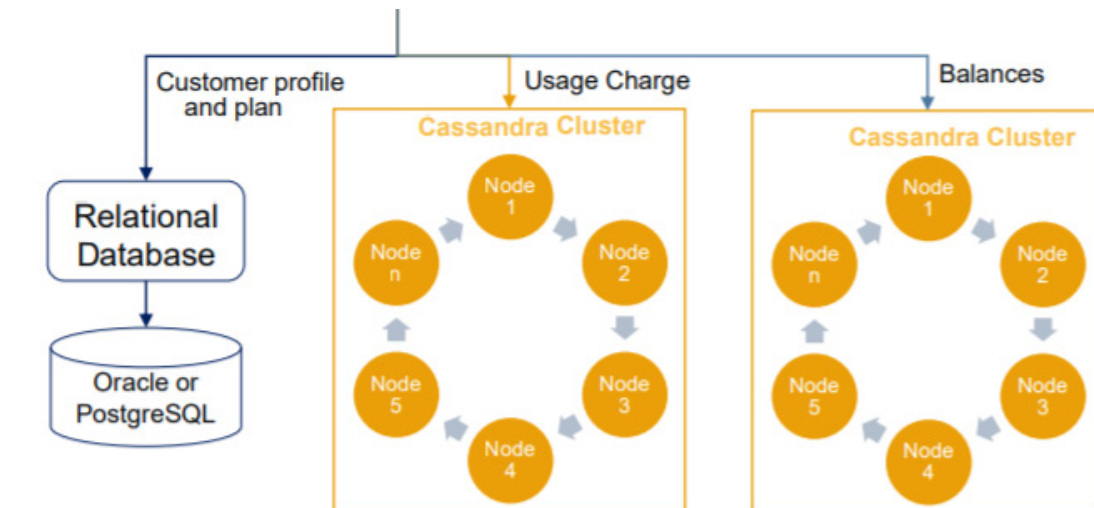 Customer profile
and plan
Usage Charge
Balances
Relational
Database
Oracle or
PostgreSQL
Cassandra Cluster
Node
1
Node
2
Node
3
Node
4
Node
5
Node
n
Cassandra Cluster
Node
1
Node
2
Node
3
Node
4
Node
5
Node
n